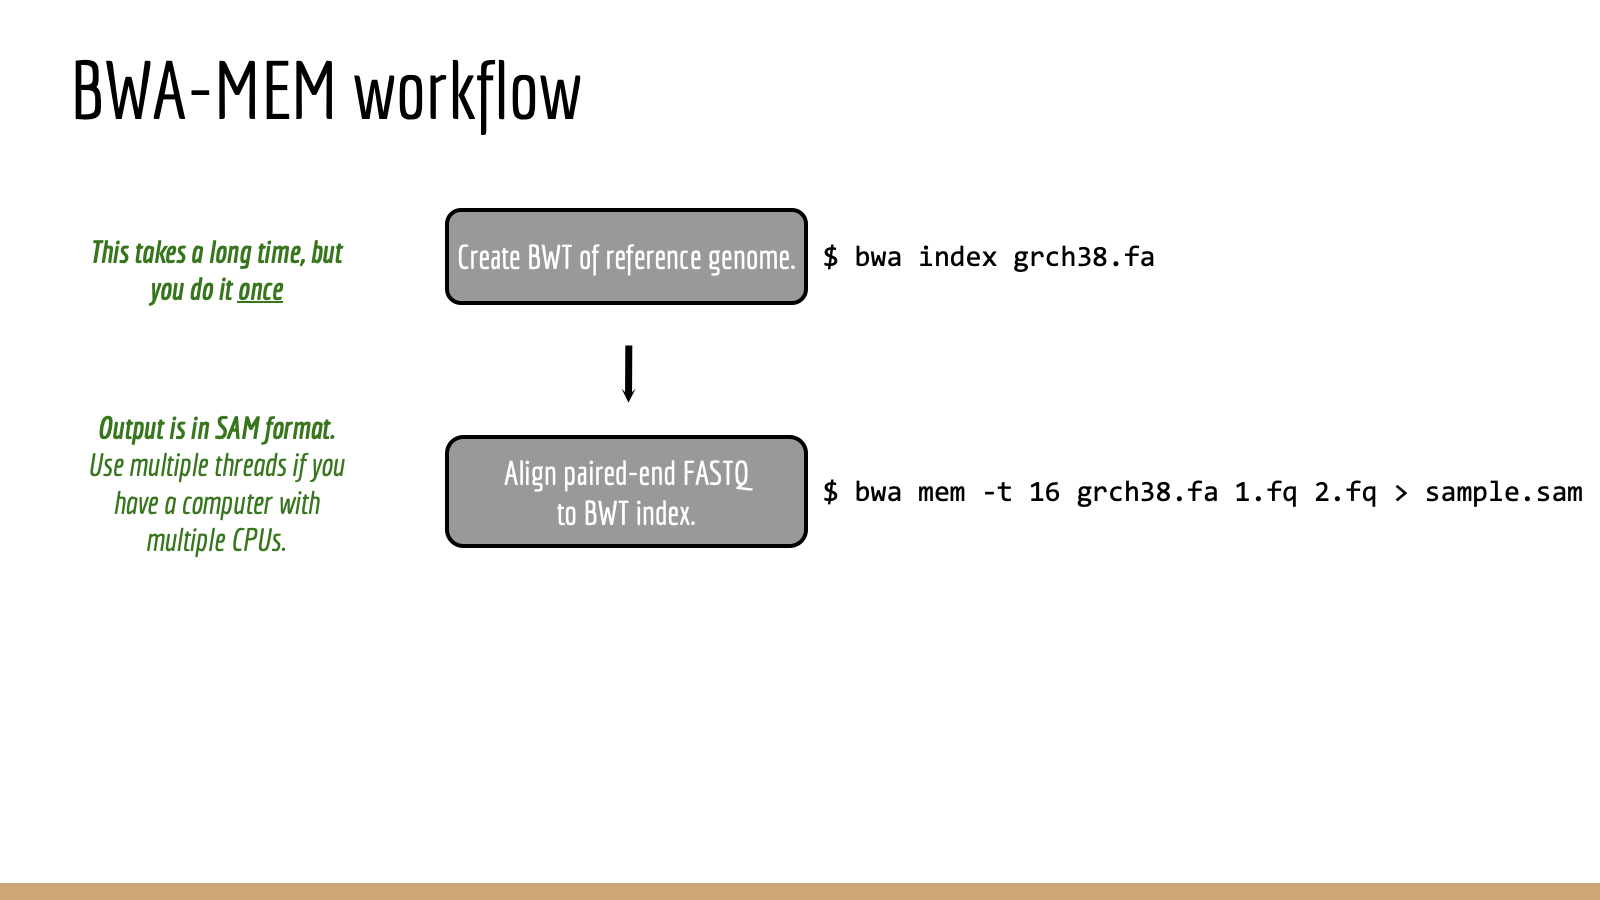 BWA-MEM workflow
This takes a long time, but
you do it once
Create BWT of reference genome.
$ bwa index grch38.fa
Output is in SAM format.
Use multiple threads if you
have a computer with
multiple CPUs.
Align paired-end FASTQ
to BWT index.
$ bwa mem -t 16 grch38.fa 1.fq 2.fq > sample.sam